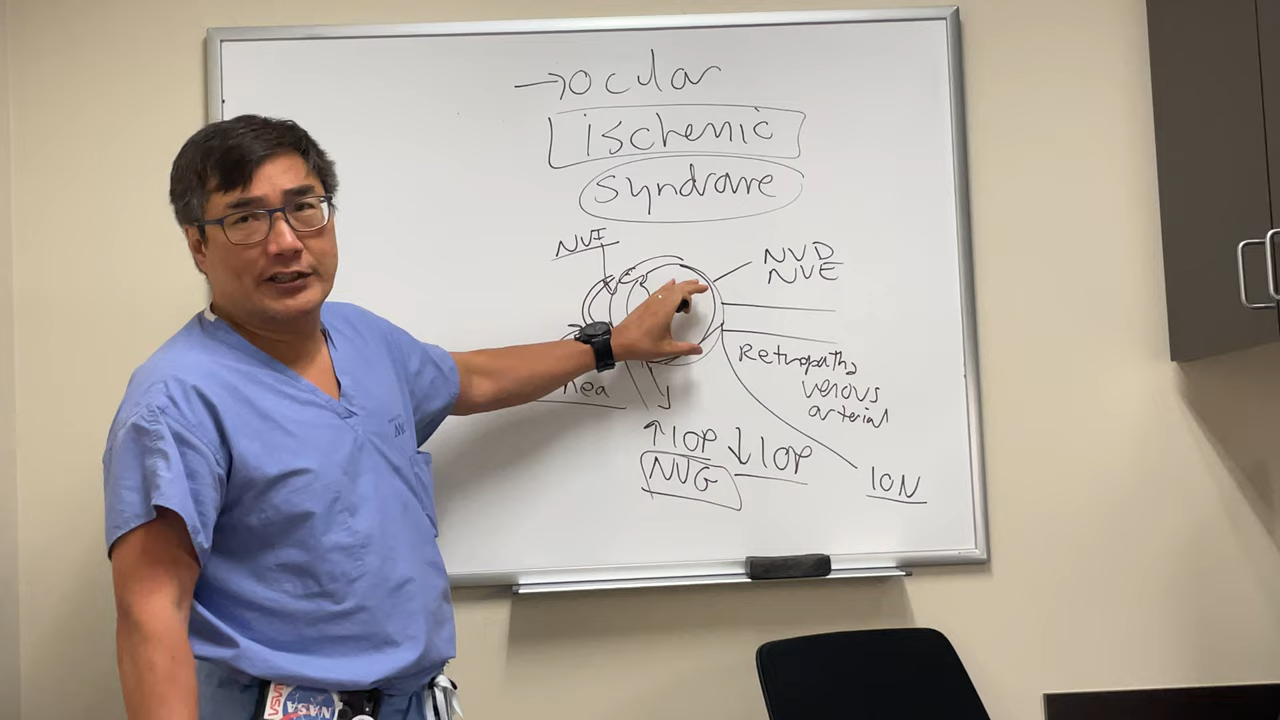 → Ocular
ischemic
syndrome
NVI
NVD
NVE
Retinopathy
venous
arterial
↑ IOP ↓ IOP
NVG
ION
NASA